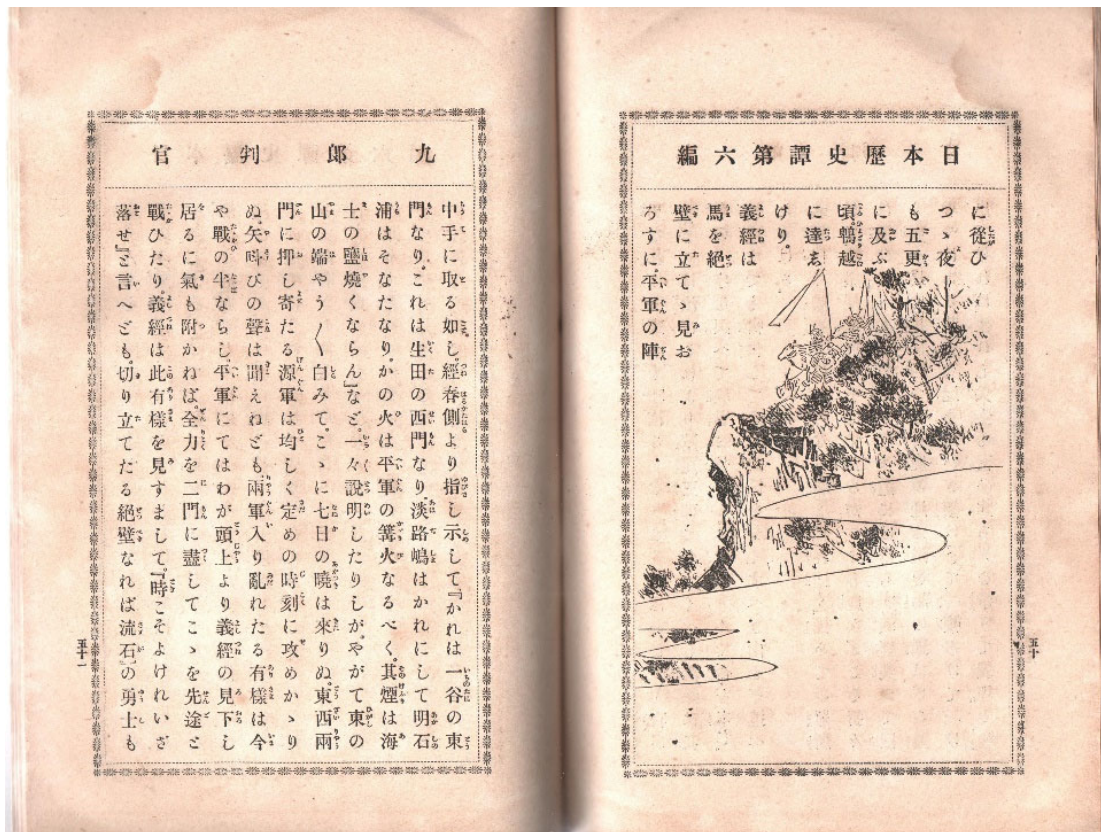 日本歴史譚第六編
に從ひ
つゝ夜
も五更
に及ぶ
頃鵯越
に達ゑ
けり。
義經は
馬を絶
壁に立てゝ見お
ろすに、平軍の陣
五十
九郎判官
中手に取る如し。經春側より指し示して『かれは一谷の東
門なり。これは生田の西門なり、淡路嶋はかれにして明石
浦はそなたなり。かの火は平軍の篝火なるべく、其煙は海
士の鹽燒くならん』など、一々說明したりしが、やがて東の
山の端やう〳〵白みて、こゝに七日の曉は來りぬ。東西兩
門に押し寄たる源軍は均しく定めの時刻に攻めかゝり
ぬ。矢叫びの聲は聞えねども、兩軍入り亂れたる有樣は今
や戰の半ならし。平軍にてはわが頭上より義經の見下し
居るに氣も附かねば全力を二門に盡してこゝを先途と
戰ひたり。義經は此有樣を見すまして、『時こそよけれいざ
落せ』と言へども、切り立てたる絶壁なれば流石の勇士も
五十一